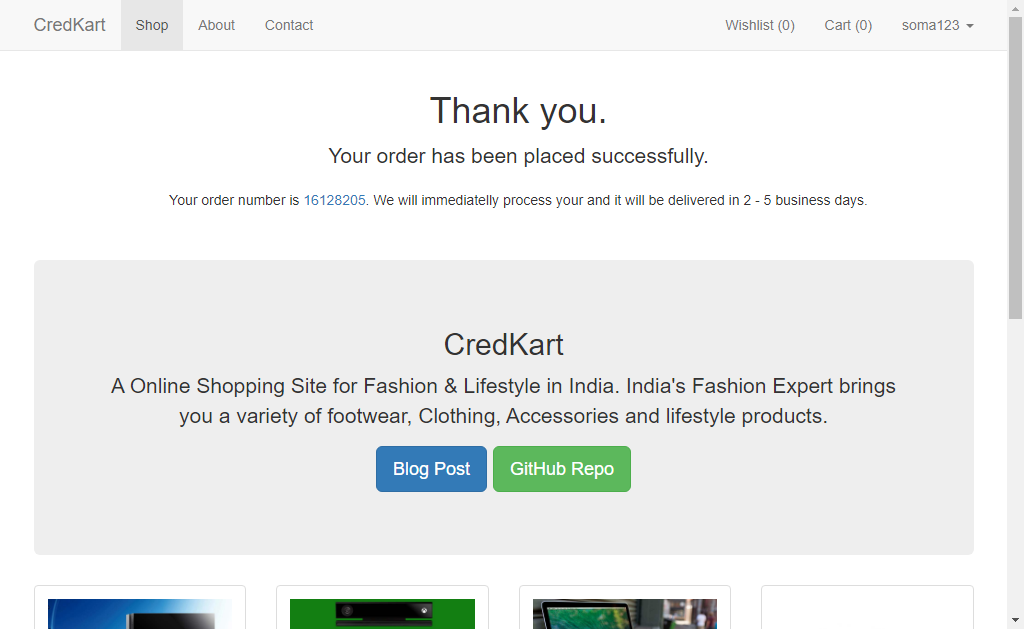 CredKart Shop About Contact Wishlist (0) Cart (0) soma123
Thank you.
Your order has been placed successfully.
Your order number is 16128205. We will immediatelly process your and it will be delivered in 2 - 5 business days.
CredKart
A Online Shopping Site for Fashion & Lifestyle in India. India's Fashion Expert brings
you a variety of footwear, Clothing, Accessories and lifestyle products.
Blog Post GitHub Repo